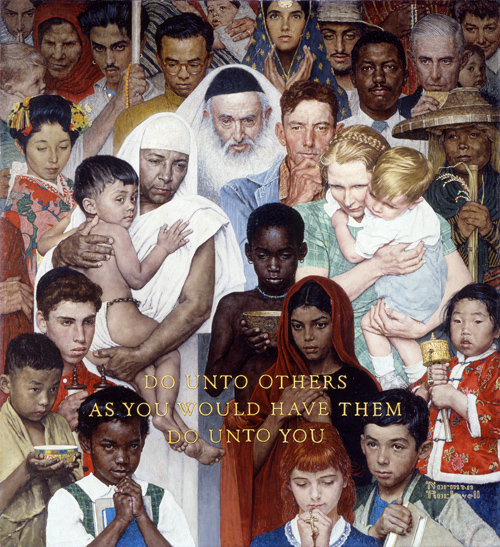 DO UNTO OTHERS
AS YOU WOULD HAVE THEM
DO UNTO YOU
Norman
Rockwell